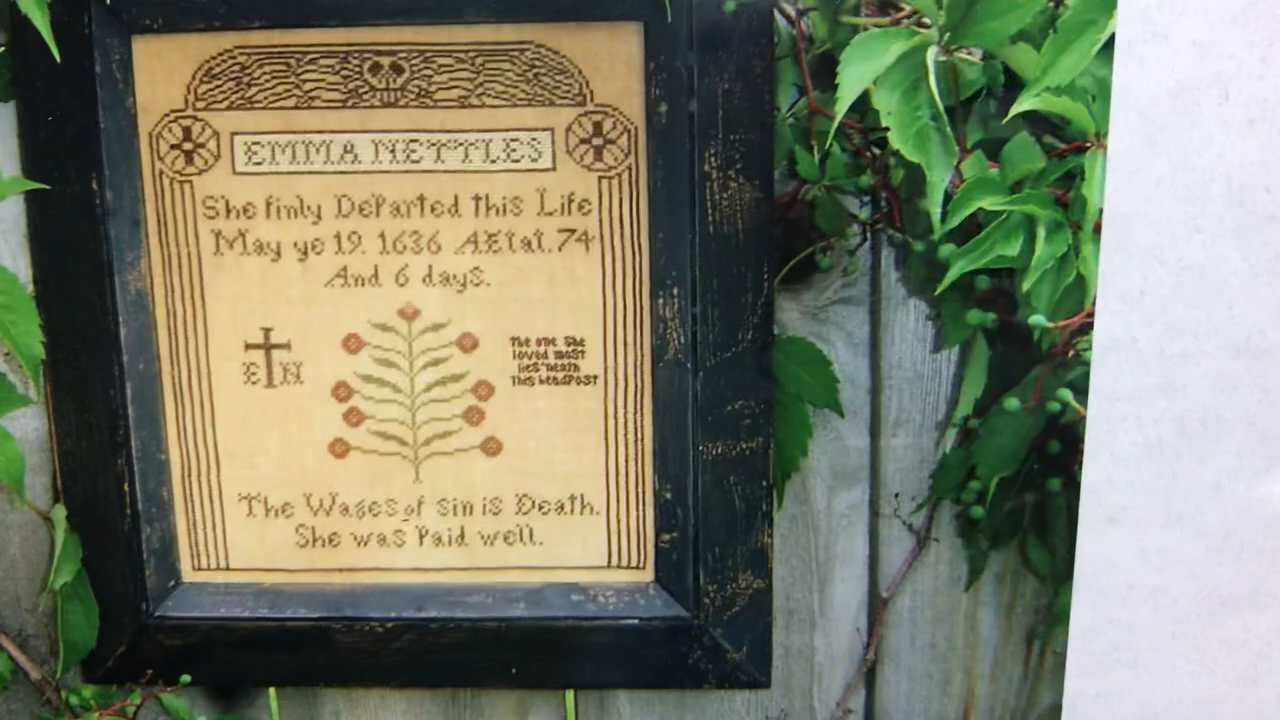 EMMA NETTLES
She finly Departed this Life
May ye 19. 1636 AEtat. 74
And 6 days.
The one She
loved most
lies 'neath
This headpost
E N
The Wages of sin is Death.
She was Paid well.